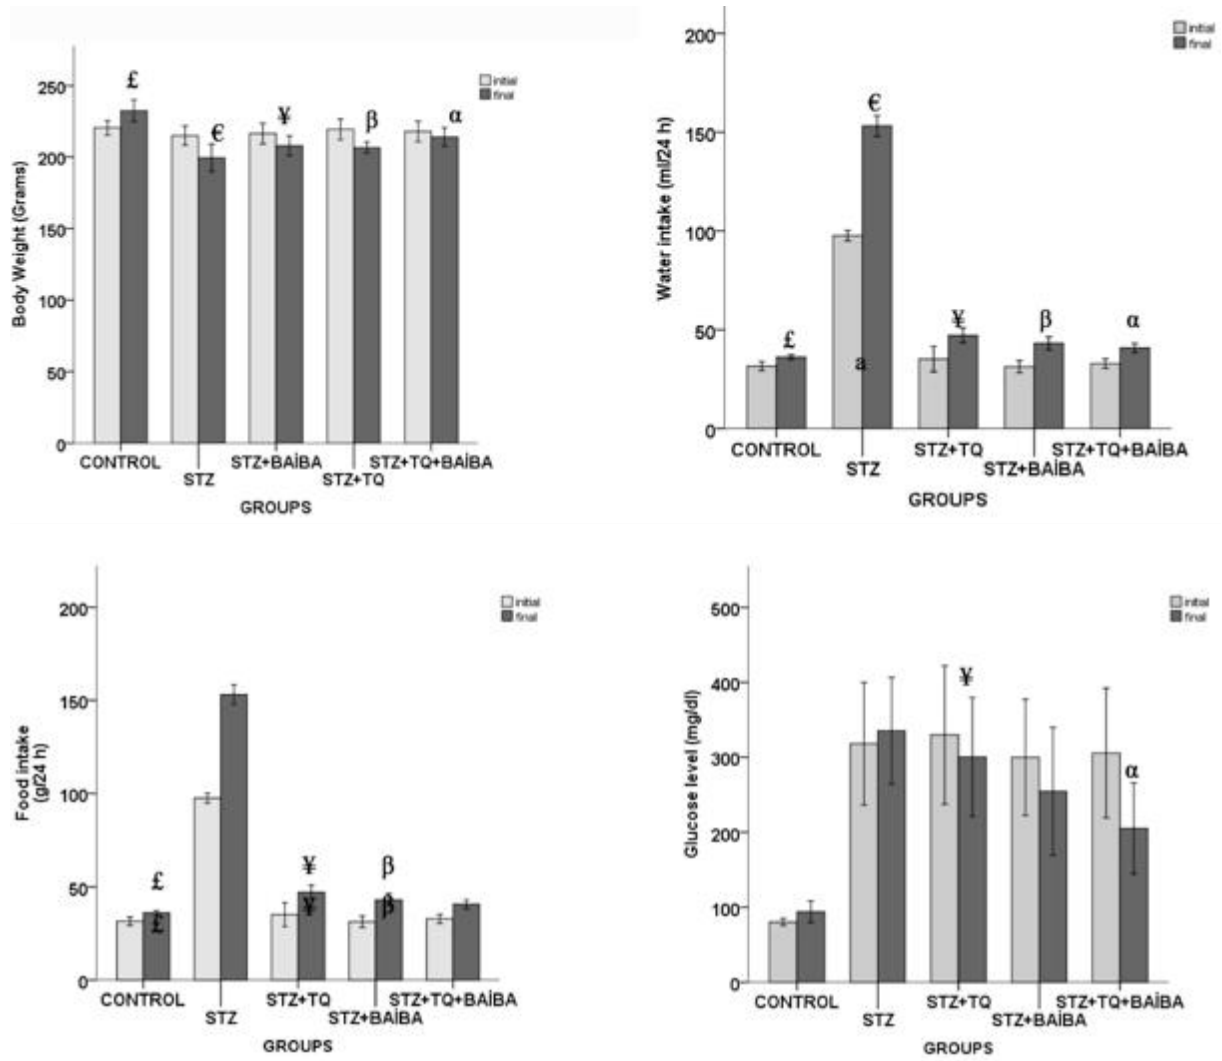 £
250
initial
final
€
¥
β
α
200
150
100
50
0
Body Weight (Grams)
CONTROL
STZ
STZ+BAİBA
STZ+TQ
STZ+TQ+BAİBA
GROUPS
200
initial
final
€
150
100
50
0
Water intake (ml/24 h)
£
a
¥
β
α
CONTROL
STZ
STZ+TQ
STZ+BAİBA
STZ+TQ+BAİBA
GROUPS
200
initial
final
150
100
50
0
Food intake
(g/24 h)
£
£
¥
¥
β
β
CONTROL
STZ
STZ+TQ
STZ+BAİBA
STZ+TQ+BAİBA
GROUPS
500
initial
final
400
300
200
100
0
Glucose level (mg/dl)
¥
α
CONTROL
STZ
STZ+TQ
STZ+BAİBA
STZ+TQ+BAİBA
GROUPS